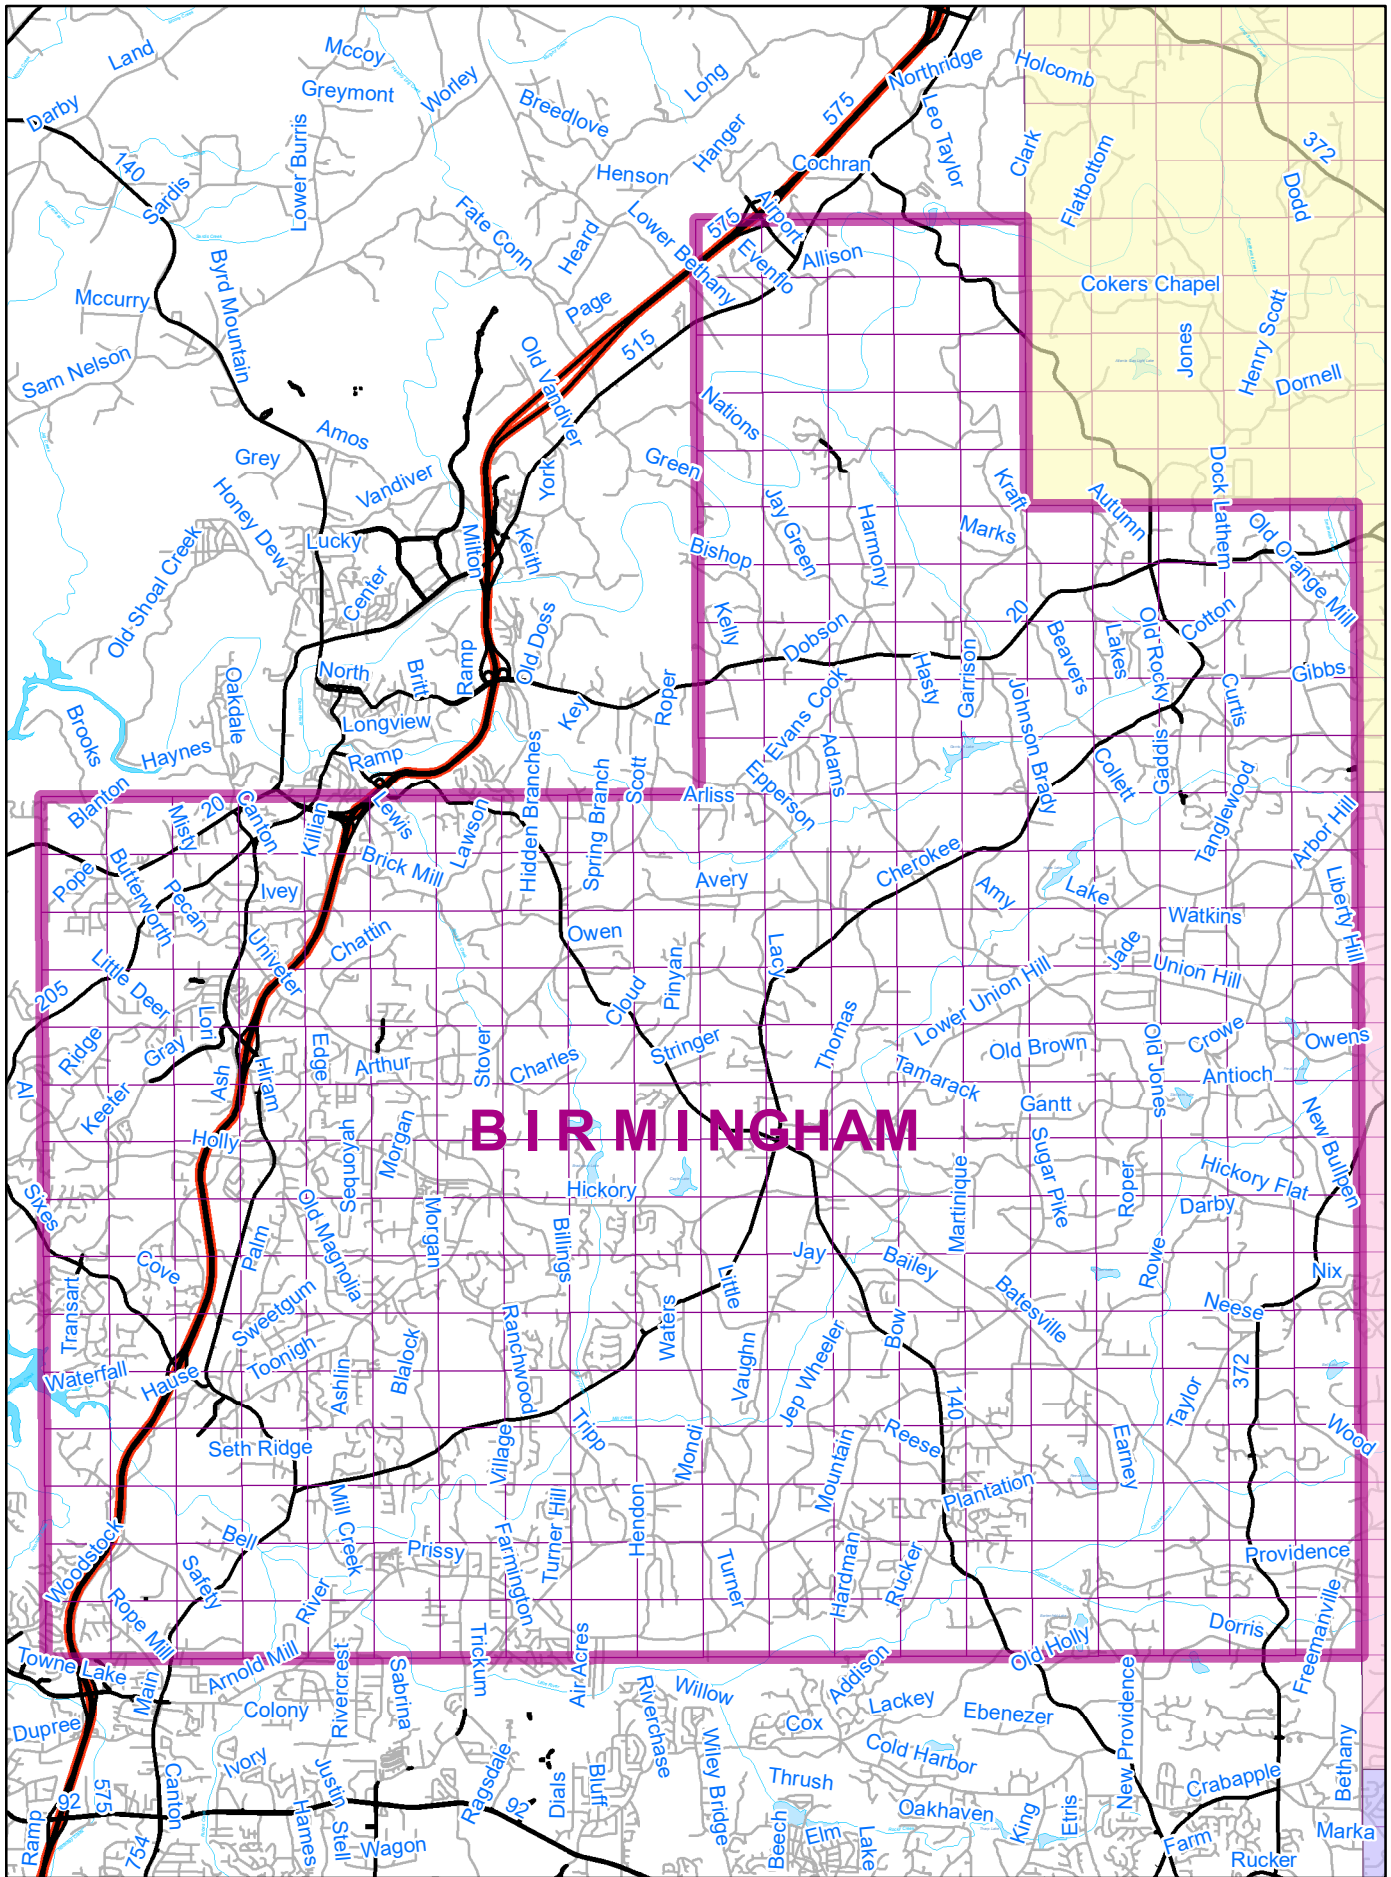 Land
Mccoy
Greymont
Worley
Breedlove
Long
Northridge
Holcomb
575
Darby
140
Sardis
Lower Burris
Henson
Hanger
Cochran
Leo Taylor
Clark
Flatbottom
372
Dodd
Fate Conn
Heard
Lower Bethany
575
Airport
Evenflo
Allison
Byrd Mountain
Mccurry
Page
515
Cokers Chapel
Henry Scott
Jones
Dornell
Sam Nelson
Old Vandiver
Nations
Amos
Grey
Vandiver
York
Green
Jay Green
Harmony
Kraft
Marks
Autumn
Dock Lathem
Old Orange Mill
Honey Dew
Lucky
Milton
Keith
Bishop
Old Shoal Creek
Center
Old Doss
Kelly
Dobson
20
Beavers
Lakes
Old Rocky
Cotton
Gibbs
North
Britt
Ramp
Oakdale
Longview
Key
Roper
Evans Cook
Hasty
Garrison
Johnson Brady
Curtis
Brooks
Haynes
Ramp
Hidden Branches
Spring Branch
Scott
Arliss
Epperson
Adams
Collett
Gaddis
Tanglewood
Blanton
Misty
20
Canton
Killian
Lewis
Lawson
Arbor Hill
Pope
Butterworth
Pecan
Ivey
Brick Mill
Avery
Cherokee
Amy
Lake
Watkins
Liberty Hill
Univeter
Chattin
Owen
Pinyan
Lacy
Jade
Union Hill
Little Deer
205
Lori
Cloud
Lower Union Hill
Ridge
Gray
Edge
Arthur
Stover
Charles
Stringer
Thomas
Old Brown
Old Jones
Crowe
Owens
Al
Keeter
Ash
Hiram
Tamarack
Gantt
Antioch
New Bullpen
Holly
Sequoyah
Morgan
BIRMINGHAM
Hickory
Martinique
Sugar Pike
Roper
Hickory Flat
Darby
Sixes
Cove
Palm
Old Magnolia
Morgan
Billings
Little
Jay
Bailey
Rowe
Nix
Transart
Sweetgum
Toonigh
Ranchwood
Waters
Batesville
Neese
Waterfall
Hause
Ashlin
Blalock
Vaughn
Jep Wheeler
Bow
372
Taylor
Seth Ridge
Village
Tripp
Mondi
Mountain
Reese
140
Earney
Wood
Woodstock
Bell
Mill Creek
Prissy
Farmington
Turner Hill
Hendon
Turner
Hardman
Rucker
Plantation
Providence
Safety
Rope Mill
River
Dorris
Freemanville
Towne Lake
Main
Arnold Mill
Rivercrest
Sabrina
Trickum
Air Acres
Riverchase
Willow
Addison
Old Holly
Dupree
Colony
Lackey
Ebenezer
New Providence
Ivory
Cox
Cold Harbor
Wiley Bridge
Bethany
92
575
Canton
Justin
Ragsdale
92
Dials
Bluff
Thrush
Crabapple
Ramp
754
Hames
Stell
Wagon
Beech
Elm
Lake
Oakhaven
King
Etris
Farm
Rucker
Marka